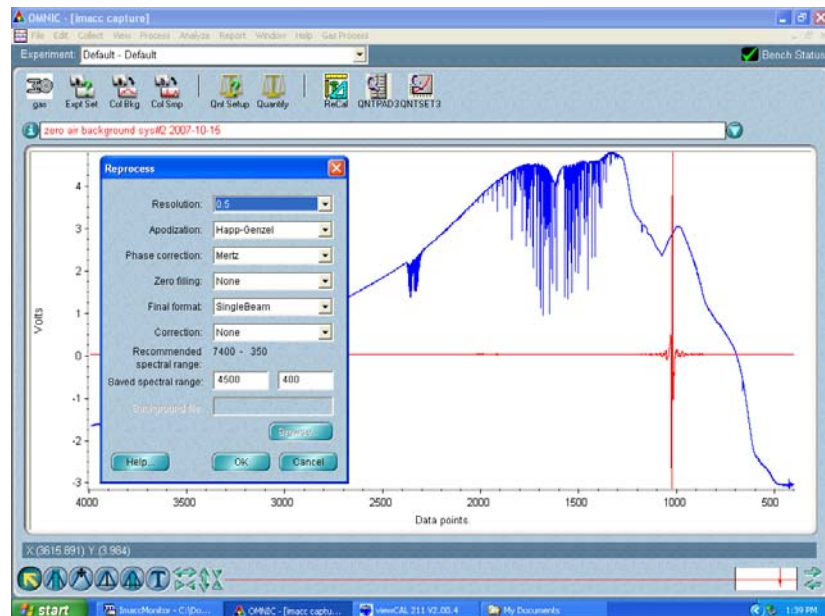 OMNIC - [imacc capture]
File Edit Collect View Process Analyze Report Window Help Gas Process
Experiment: Default - Default
Bench Status
gas Expt Set Col Bkg Col Smp Qnt Setup Quantify ReCal QNTPAD3 QNTSET3
zero air background sys#2 2007-10-15
Reprocess
Resolution: 0.5
Apodization: Happ-Genzel
Phase correction: Mertz
Zero filling: None
Final format: SingleBeam
Correction: None
Recommended spectral range: 7400 - 350
Saved spectral range: 4500 400
Background file:
Browse...
Help... OK Cancel
Volts
4
3
2
1
0
-1
-2
-3
4000 3500 3000 2500 2000 1500 1000 500
Data points
X:(3615.891) Y:(3.984)
T
start ImaccMonitor - C:\Do... OMNIC - [imacc captu... viewCAL 211 V2.00.4 My Documents 1:39 PM